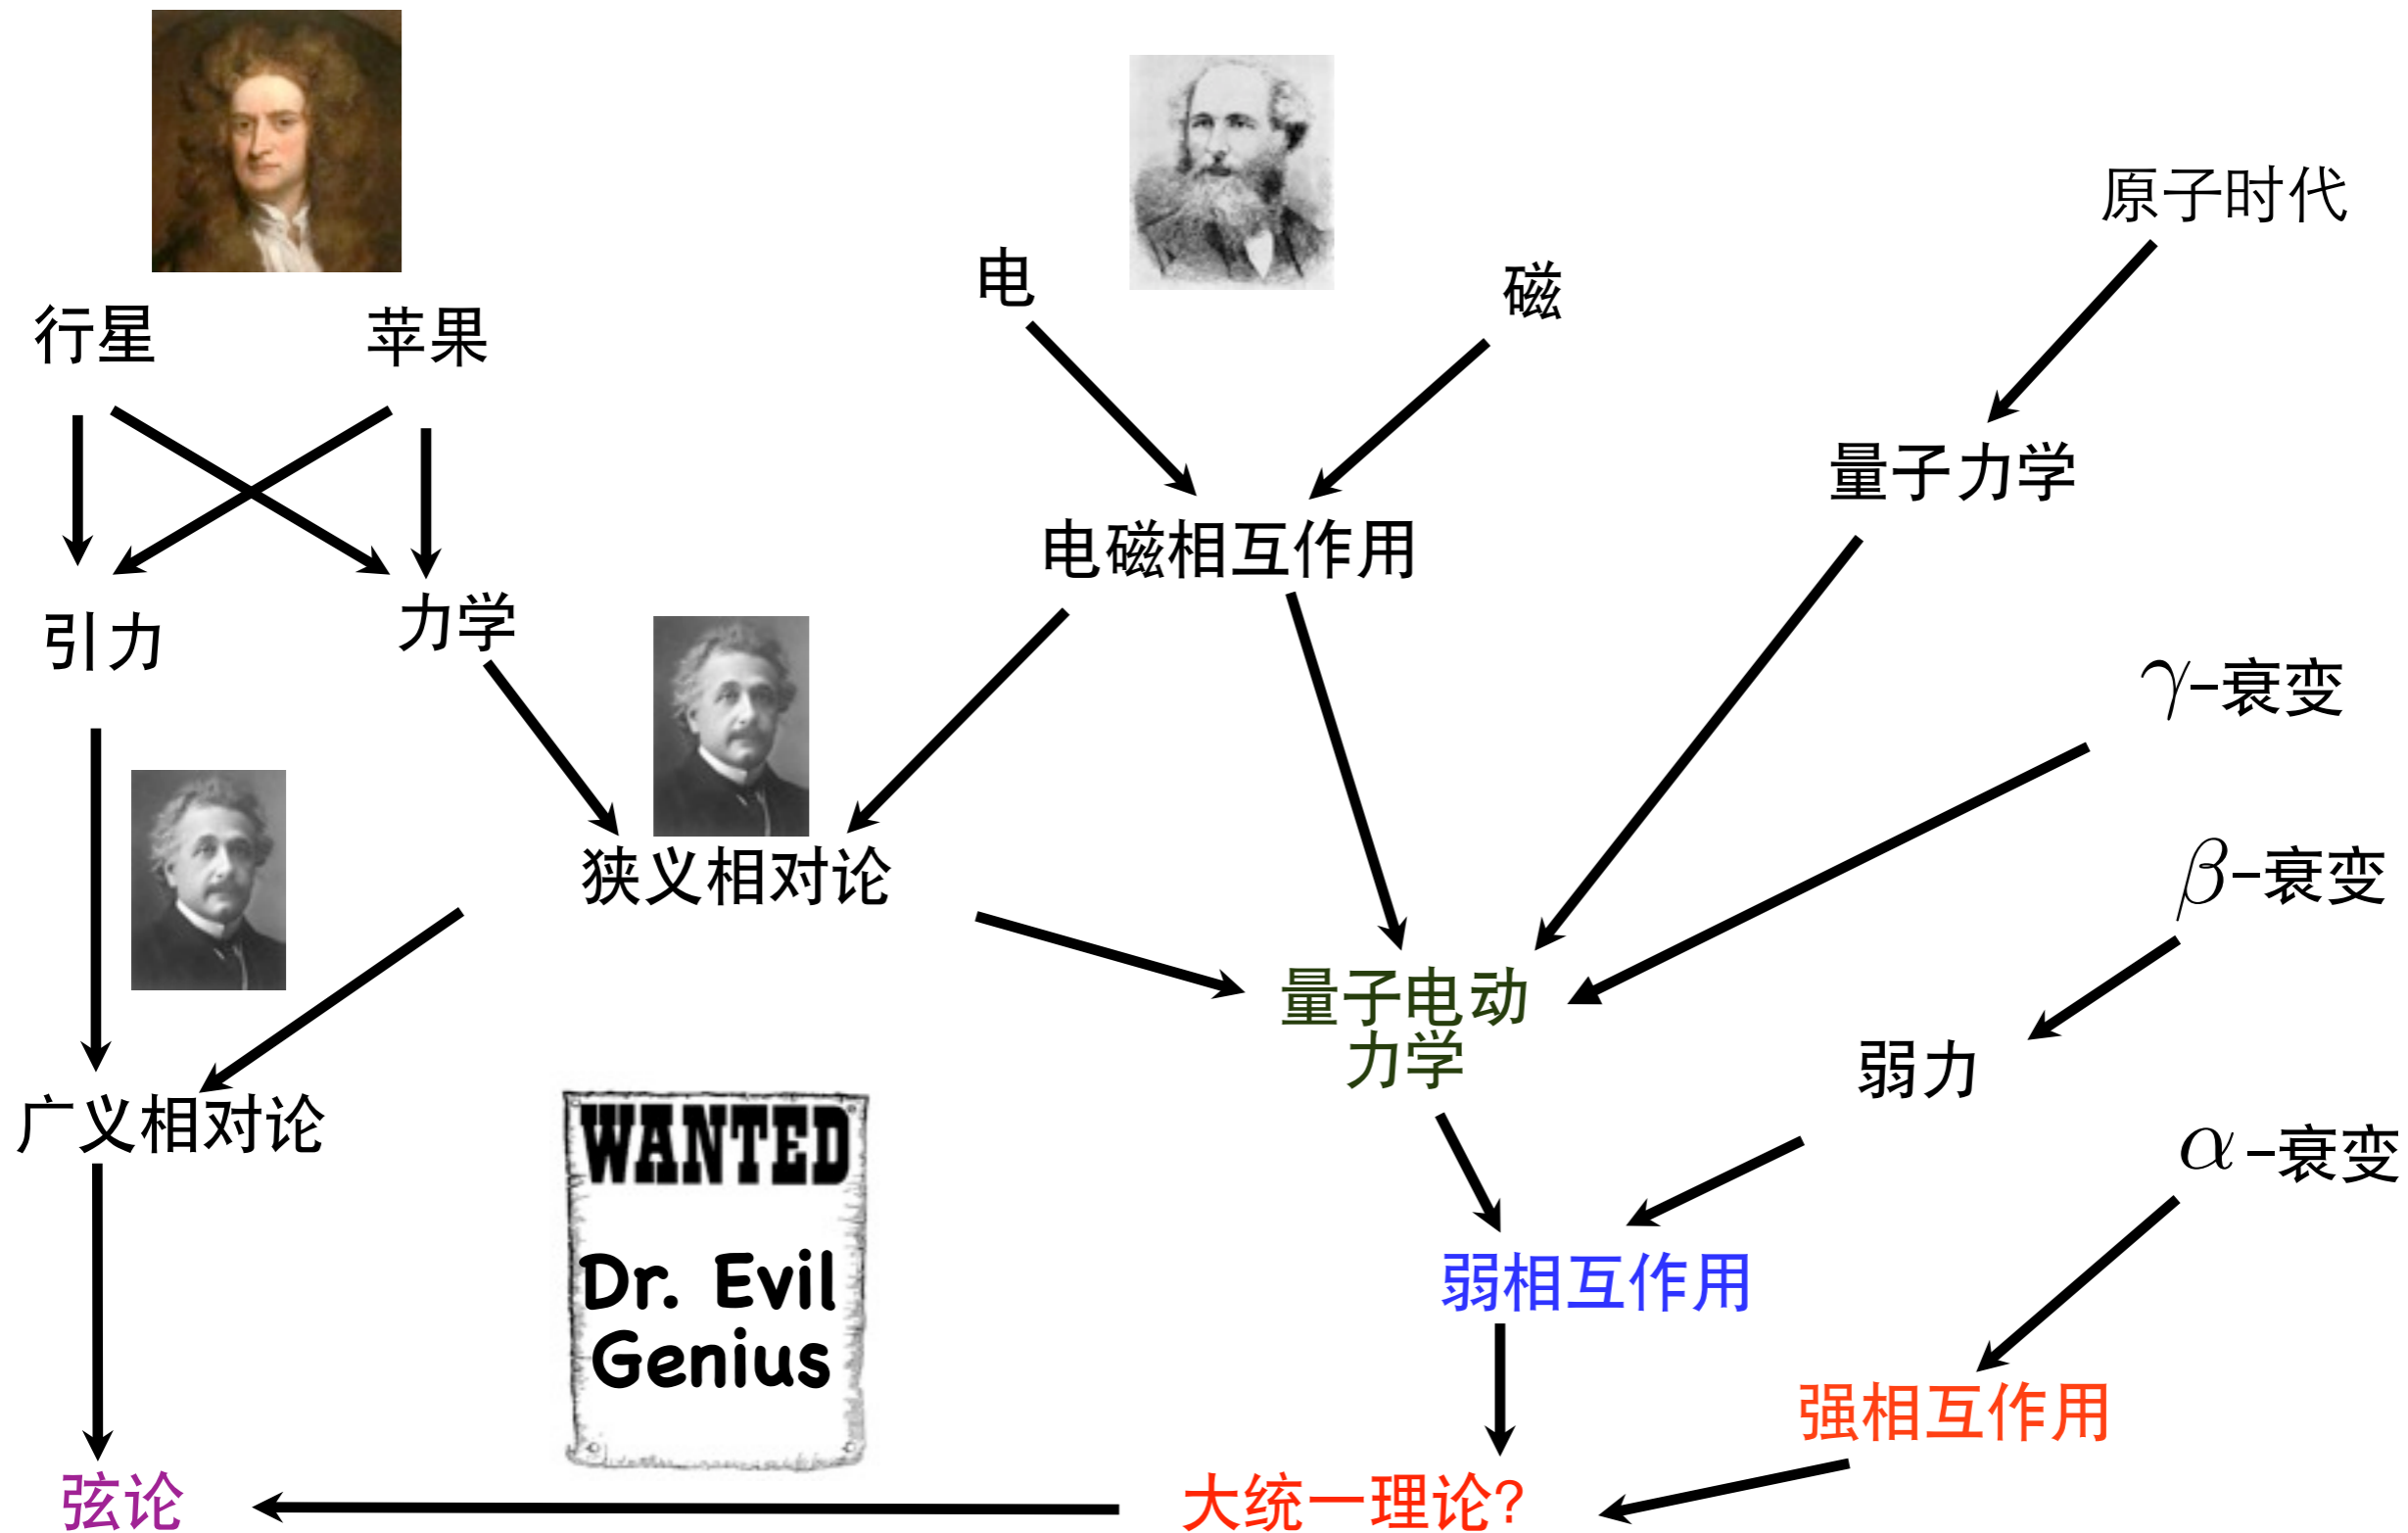 原子时代
电
磁
行星
苹果
量子力学
电磁相互作用
引力
力学
γ-衰变
狭义相对论
β-衰变
量子电动
力学
弱力
广义相对论
α-衰变
WANTED
Dr. Evil
Genius
弱相互作用
强相互作用
弦论
大统一理论?